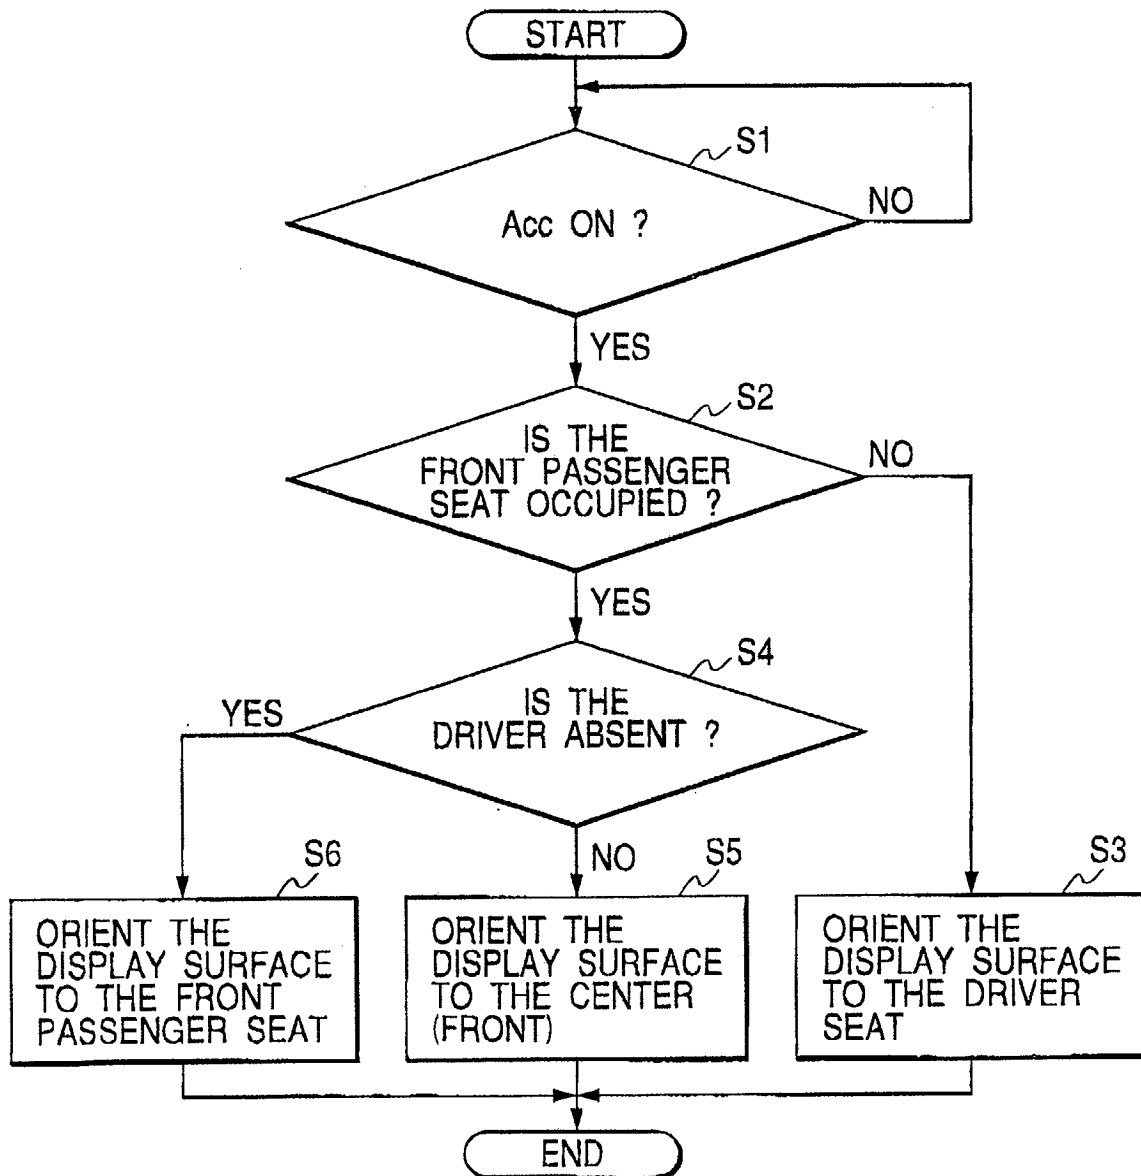 START
S1
Acc ON ?
NO
YES
S2
IS THE
FRONT PASSENGER
SEAT OCCUPIED ?
NO
YES
S4
IS THE
DRIVER ABSENT ?
YES
NO
S6
ORIENT THE
DISPLAY SURFACE
TO THE FRONT
PASSENGER SEAT
S5
ORIENT THE
DISPLAY SURFACE
TO THE CENTER
(FRONT)
S3
ORIENT THE
DISPLAY SURFACE
TO THE DRIVER
SEAT
END